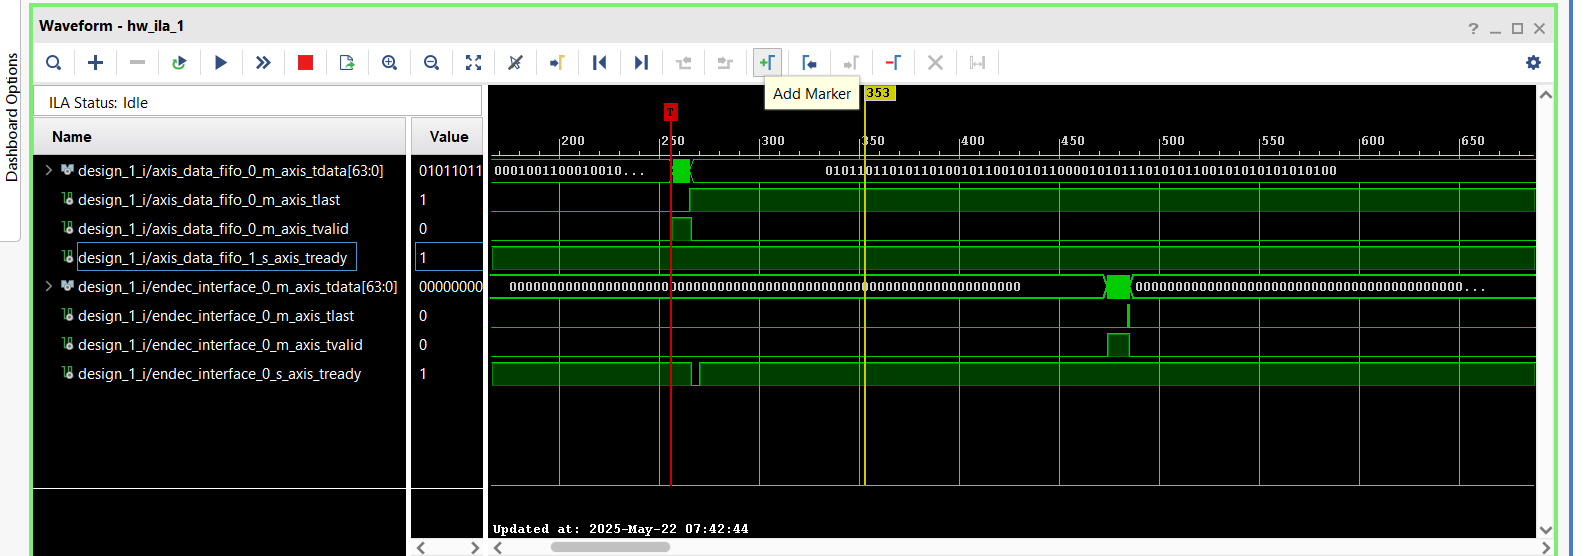 Dashboard Options
Waveform - hw_ila_1
Add Marker
ILA Status: Idle
Name Value
T 353
200 250 300 350 400 450 500 550 600 650
design_1_i/axis_data_fifo_0_m_axis_tdata[63:0] 01011011 0001001100010010... 0101101101011010010110010101100001010111010101100101010101010100
design_1_i/axis_data_fifo_0_m_axis_tlast 1
design_1_i/axis_data_fifo_0_m_axis_tvalid 0
design_1_i/axis_data_fifo_1_s_axis_tready 1
design_1_i/endec_interface_0_m_axis_tdata[63:0] 00000000 0000000000000000000000000000000000000000000000000000000000000000 00000000000000000000000000000000000000000...
design_1_i/endec_interface_0_m_axis_tlast 0
design_1_i/endec_interface_0_m_axis_tvalid 0
design_1_i/endec_interface_0_s_axis_tready 1
Updated at: 2025-May-22 07:42:44